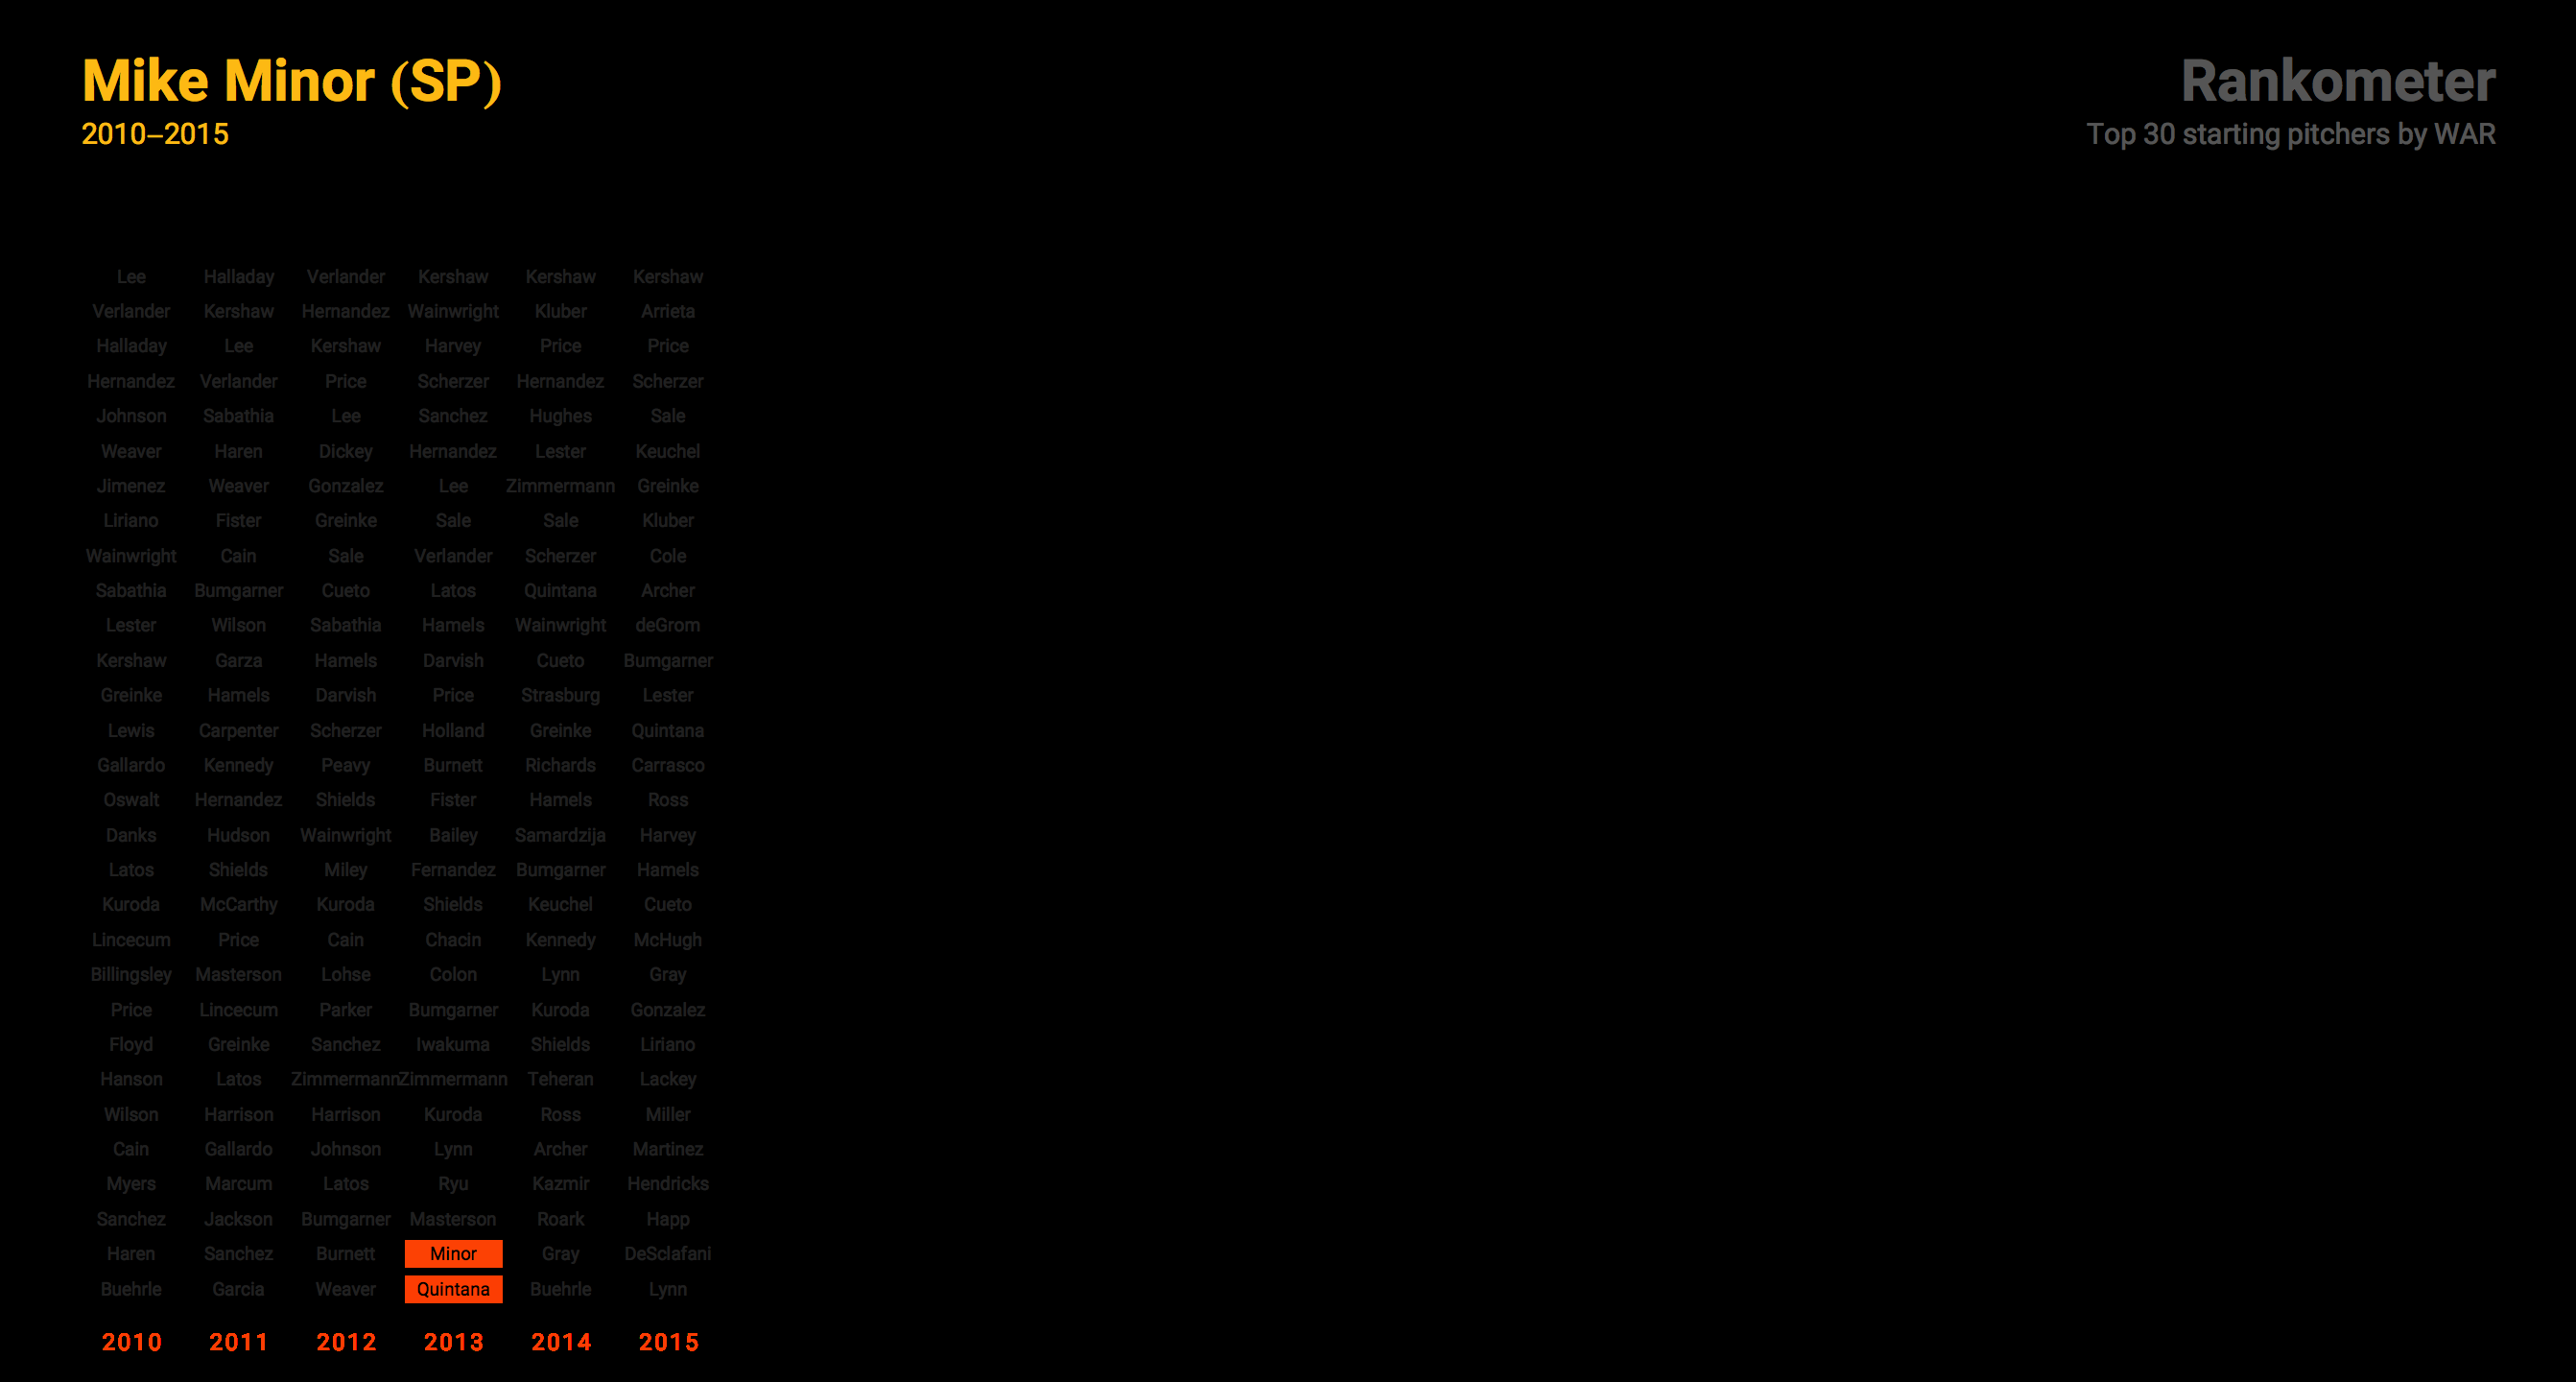 Mike Minor (SP)
2010–2015
Rankometer
Top 30 starting pitchers by WAR
Lee Halladay Verlander Kershaw Kershaw Kershaw
Verlander Kershaw Hernandez Wainwright Kluber Arrieta
Halladay Lee Kershaw Harvey Price Price
Hernandez Verlander Price Scherzer Hernandez Scherzer
Johnson Sabathia Lee Sanchez Hughes Sale
Weaver Haren Dickey Hernandez Lester Keuchel
Jimenez Weaver Gonzalez Lee Zimmermann Greinke
Liriano Fister Greinke Sale Sale Kluber
Wainwright Cain Sale Verlander Scherzer Cole
Sabathia Bumgarner Cueto Latos Quintana Archer
Lester Wilson Sabathia Hamels Wainwright deGrom
Kershaw Garza Hamels Darvish Cueto Bumgarner
Greinke Hamels Darvish Price Strasburg Lester
Lewis Carpenter Scherzer Holland Greinke Quintana
Gallardo Kennedy Peavy Burnett Richards Carrasco
Oswalt Hernandez Shields Fister Hamels Ross
Danks Hudson Wainwright Bailey Samardzija Harvey
Latos Shields Miley Fernandez Bumgarner Hamels
Kuroda McCarthy Kuroda Shields Keuchel Cueto
Lincecum Price Cain Chacin Kennedy McHugh
Billingsley Masterson Lohse Colon Lynn Gray
Price Lincecum Parker Bumgarner Kuroda Gonzalez
Floyd Greinke Sanchez Iwakuma Shields Liriano
Hanson Latos Zimmermann Zimmermann Teheran Lackey
Wilson Harrison Harrison Kuroda Ross Miller
Cain Gallardo Johnson Lynn Archer Martinez
Myers Marcum Latos Ryu Kazmir Hendricks
Sanchez Jackson Bumgarner Masterson Roark Happ
Haren Sanchez Burnett Minor Gray DeSclafani
Buehrle Garcia Weaver Quintana Buehrle Lynn
2010 2011 2012 2013 2014 2015